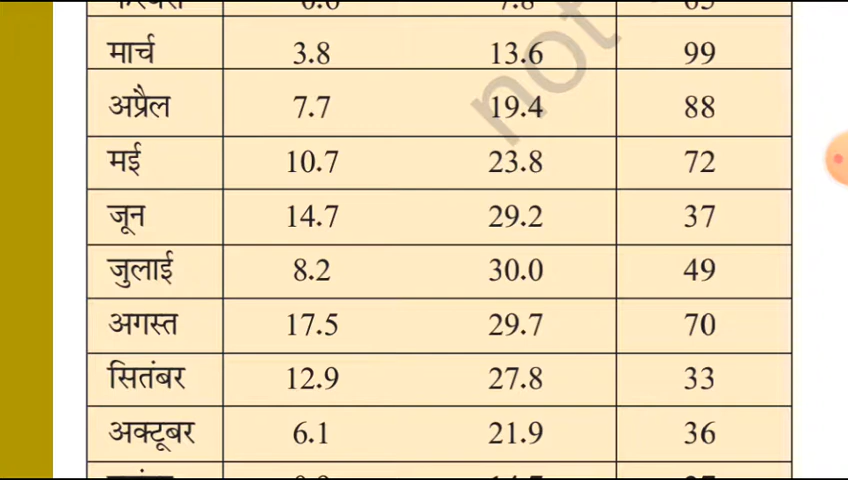 मार्च 3.8 13.6 99
अप्रैल 7.7 19.4 88
मई 10.7 23.8 72
जून 14.7 29.2 37
जुलाई 8.2 30.0 49
अगस्त 17.5 29.7 70
सितंबर 12.9 27.8 33
अक्टूबर 6.1 21.9 36
not